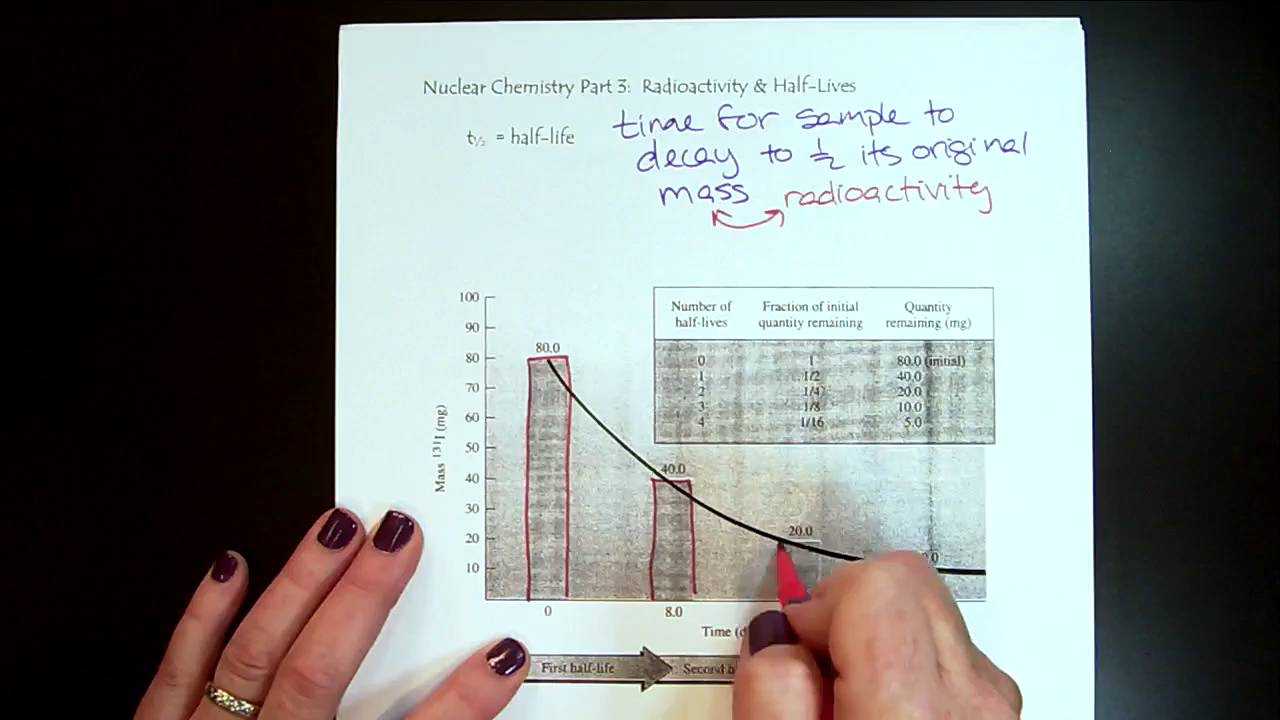 Nuclear Chemistry Part 3: Radioactivity & Half-Lives
t½ = half-life
time for sample to
decay to ½ its original
mass radioactivity
Number of half-lives Fraction of initial quantity remaining Quantity remaining (mg)
0 1 80.0 (initial)
1 1/2 40.0
2 1/4 20.0
3 1/8 10.0
4 1/16 5.0
Mass ¹³¹I (mg)
100
90
80
70
60
50
40
30
20
10
80.0
40.0
20.0
0 8.0
Time
First half-life Second